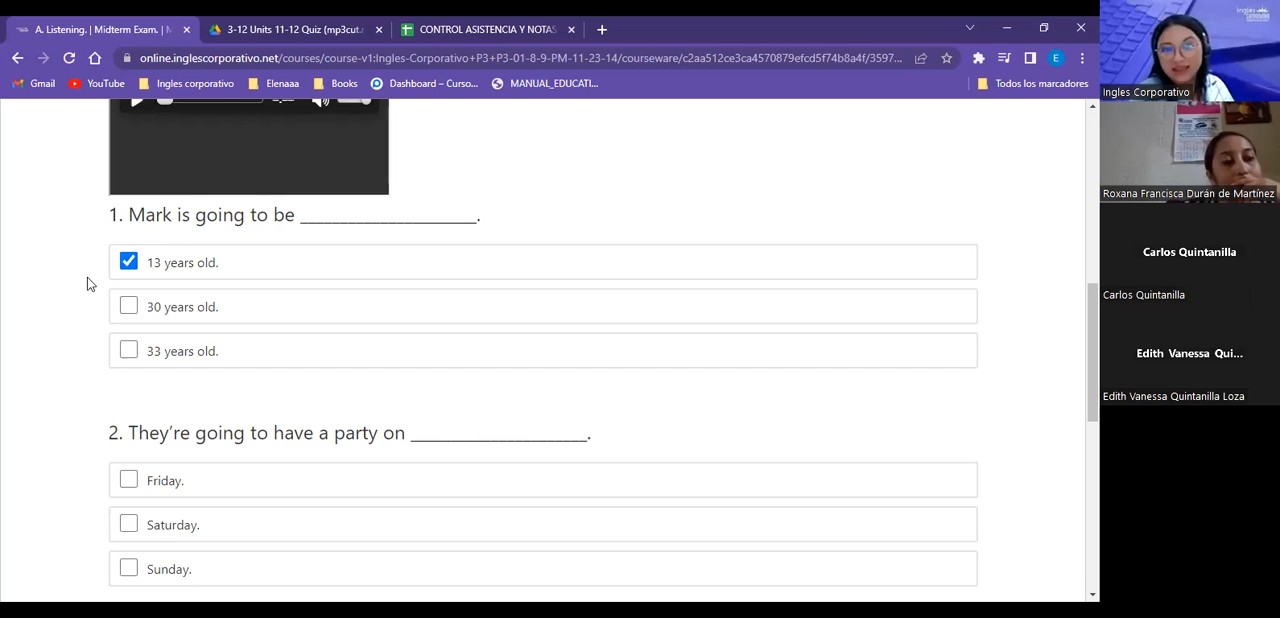 A. Listening. | Midterm Exam. |
3-12 Units 11-12 Quiz (mp3cut.
CONTROL ASISTENCIA Y NOTAS
online.inglescorporativo.net/courses/course-v1:Ingles-Corporativo+P3+P3-01-8-9-PM-11-23-14/courseware/c2aa512ce3ca4570879efcd5f74b8a4f/3597...
E
Gmail
YouTube
Ingles corporativo
Elenaaa
Books
Dashboard – Curso...
MANUAL_EDUCATI...
Todos los marcadores
Ingles Corporativo
Roxana Francisca Durán de Martínez
Carlos Quintanilla
Carlos Quintanilla
Edith Vanessa Qui...
Edith Vanessa Quintanilla Loza
1. Mark is going to be ____________________.
13 years old.
30 years old.
33 years old.
2. They’re going to have a party on ____________________.
Friday.
Saturday.
Sunday.